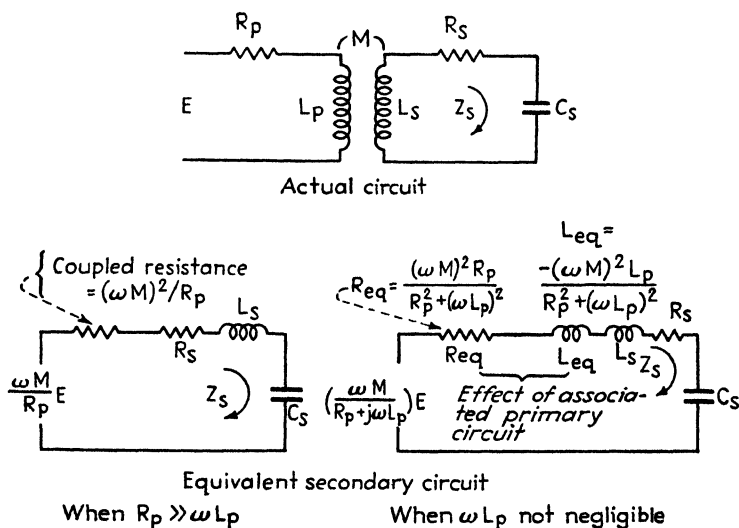 Rp
M
Rs
E
Lp
Ls
Zs
Cs
Actual circuit
Coupled resistance
= (ωM)²/Rp
Ls
Rs
ωM/Rp E
Zs
Cs
Leq =
Req = (ωM)²Rp/Rp²+(ωLp)²
-(ωM)²Lp/Rp²+(ωLp)²
Rs
Req
Leq
Ls
Zs
(ωM/Rp+jωLp)E
Effect of associa-
ted primary
circuit
Cs
Equivalent secondary circuit
When Rp >> ωLp
When ωLp not negligible